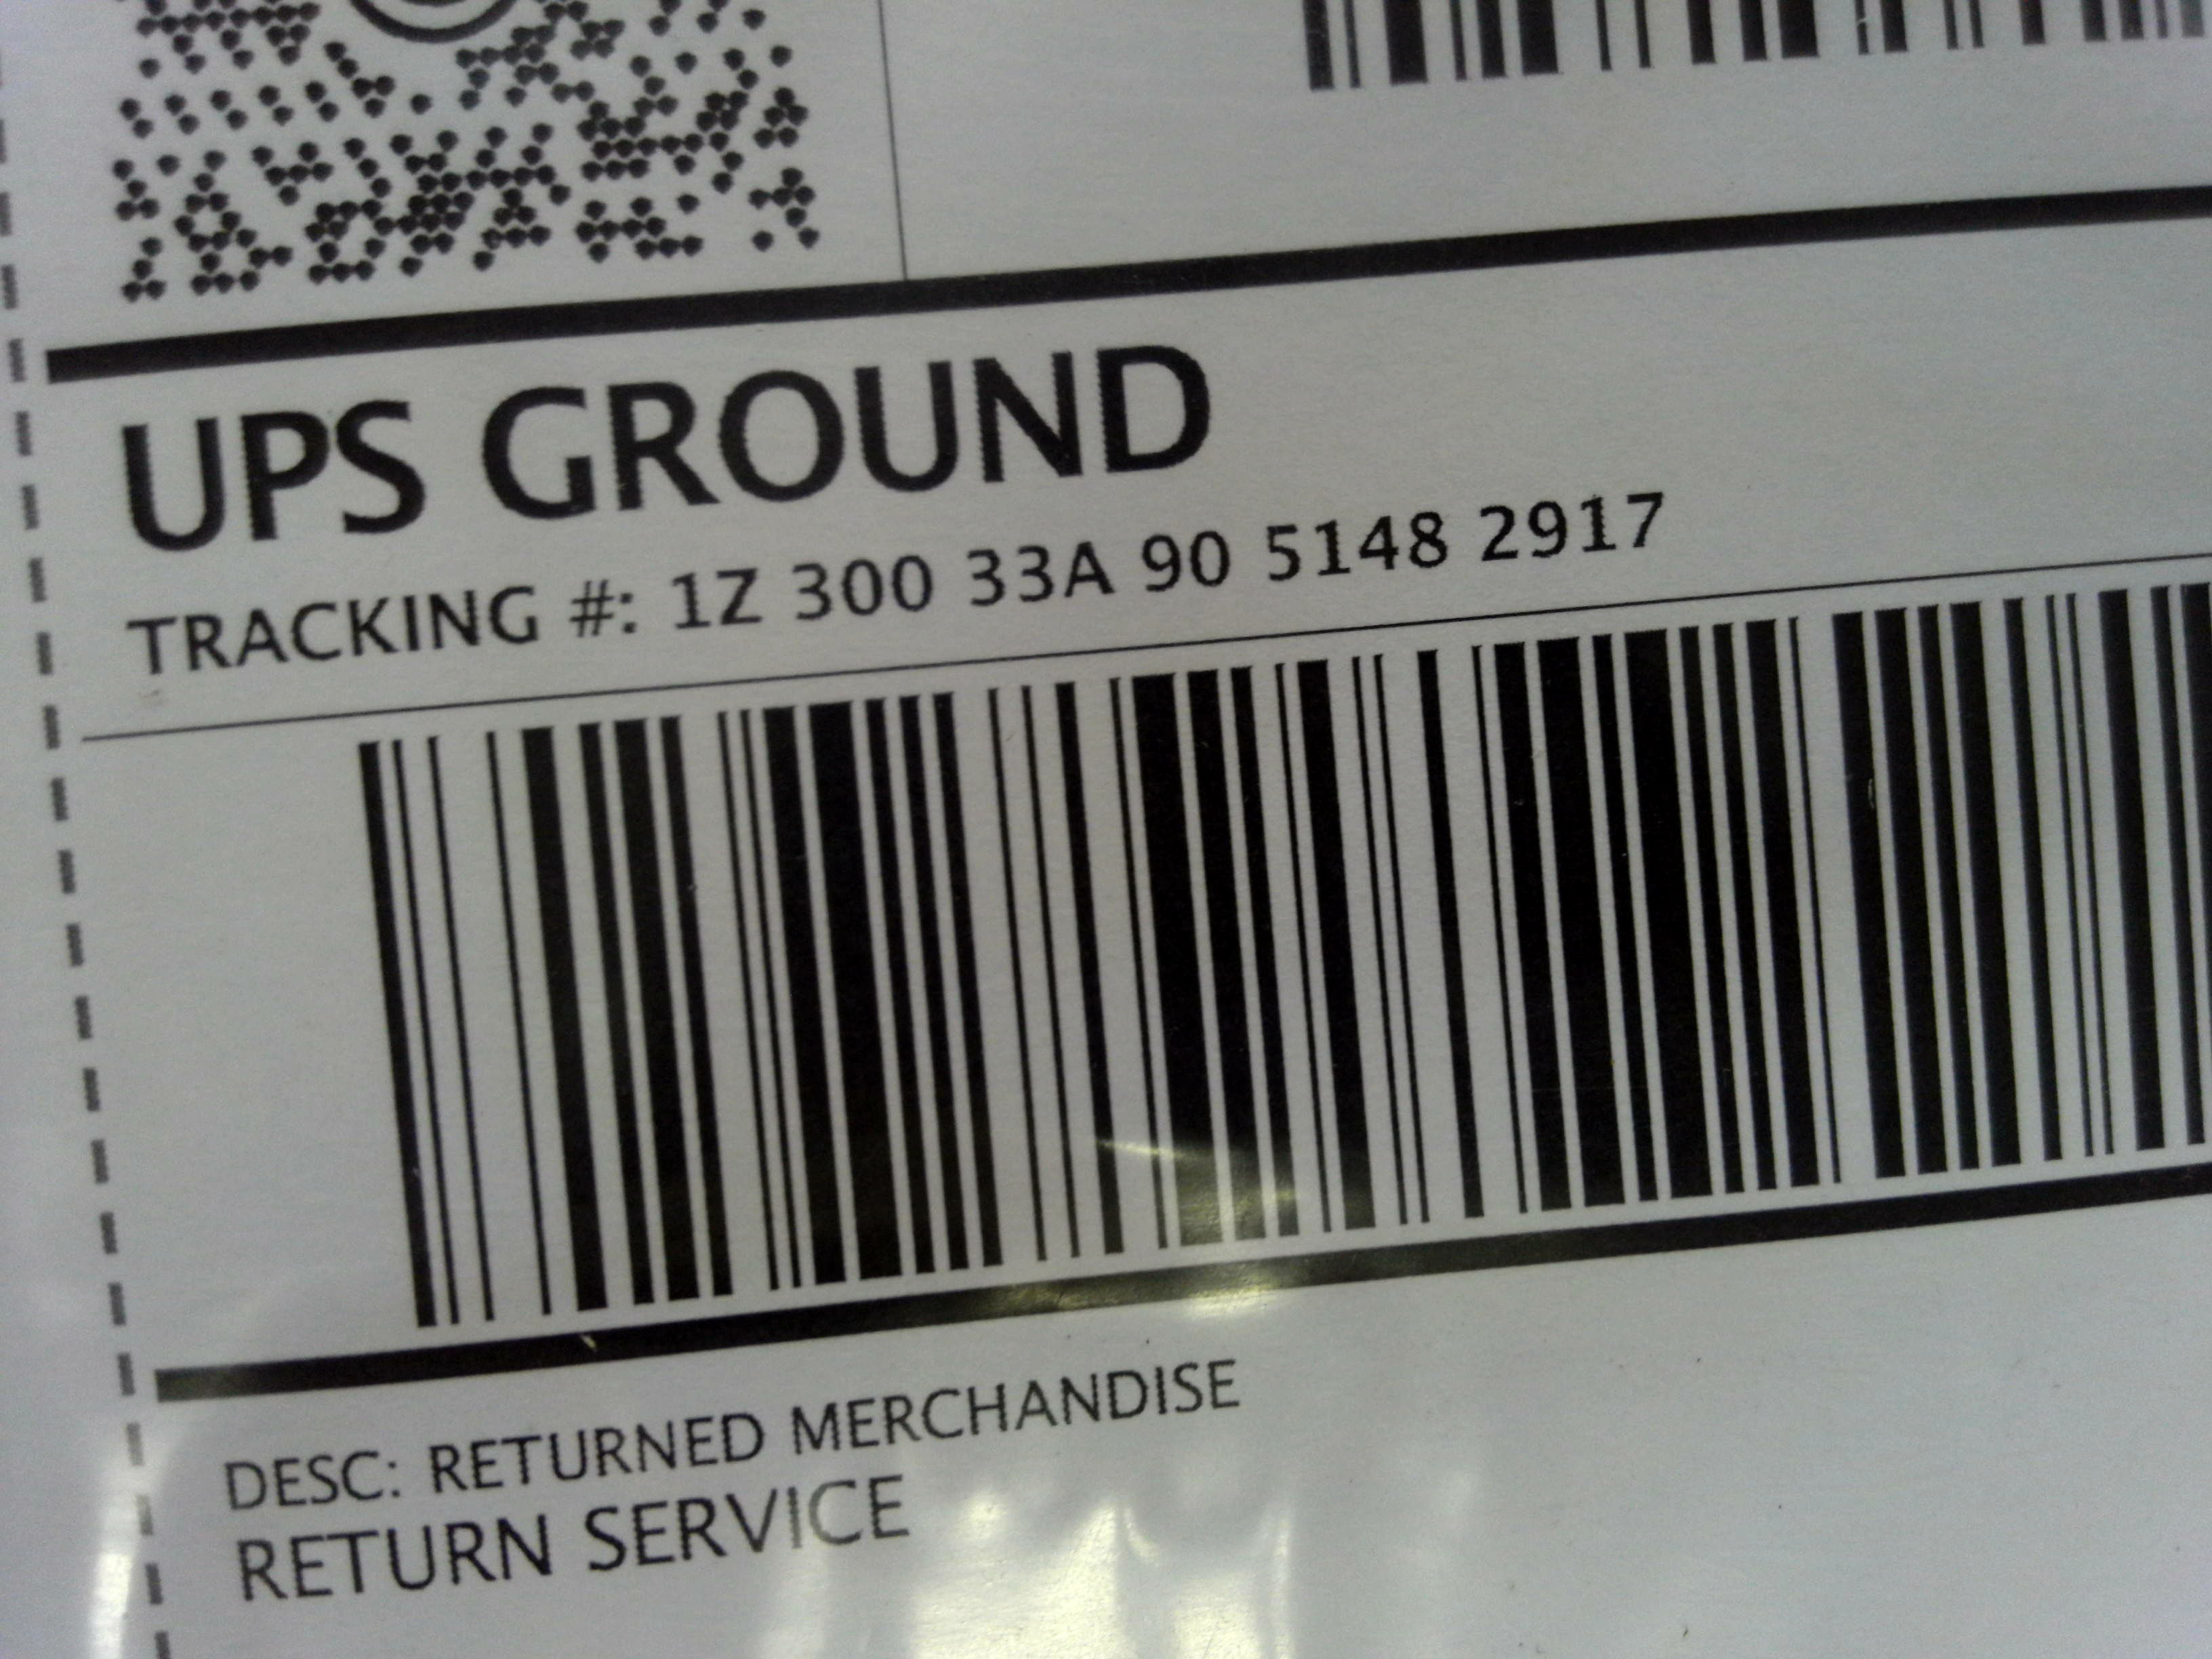 UPS GROUND
TRACKING #: 1Z 300 33A 90 5148 2917
DESC: RETURNED MERCHANDISE
RETURN SERVICE